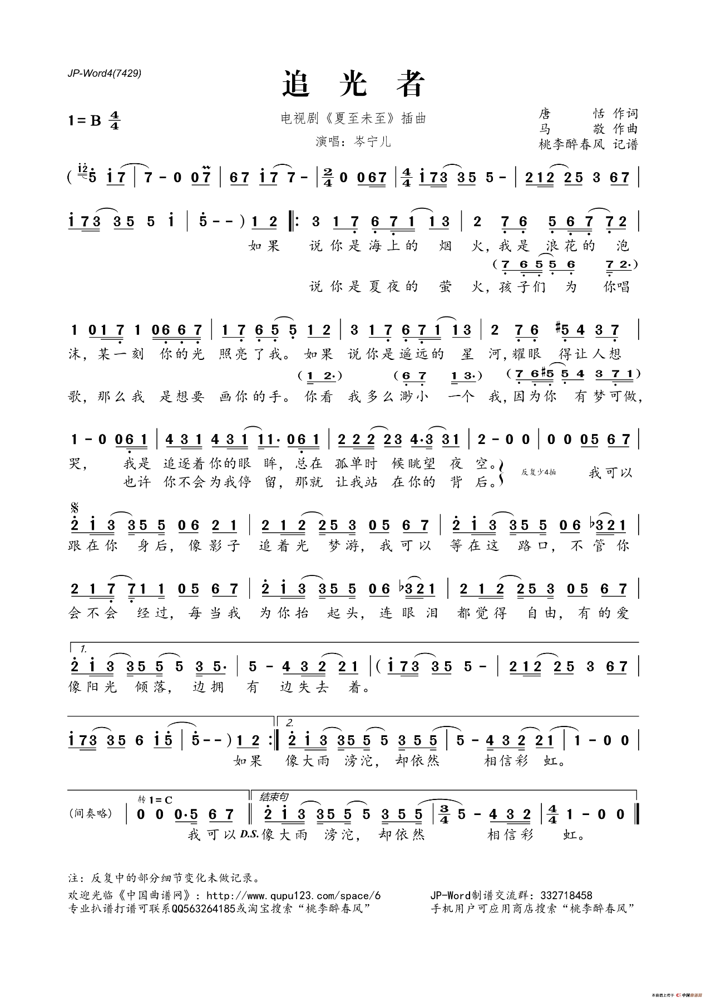 JP-Word4(7429)
追 光 者
1=B 4/4
电视剧《夏至未至》插曲
演唱：岑宁儿
唐 恬 作词
马 敬 作曲
桃李醉春风 记谱
( i̇2̇ 5̇ i̇ 7 | 7 - 0 0 7 | 6 7 i̇ 7 7 - | 2/4 0 0 6 7 | 4/4 i̇ 7 3 3 5 5 - | 2 1 2 2 5 3 6 7 |
i̇ 7 3 3 5 5 i̇ | 5̇ - - ) 1 2 ‖: 3 1 7̣ 6̣ 7̣ 1 1 3 | 2 7̣ 6̣ 5̣ 6̣ 7̣ 7̣ 2 |
如果 说你是海上的 烟 火，我是 浪花的 泡
( 7̣ 6̣ 5̣ 5̣ 6̣ 7̣ 2· )
说你是夏夜的 萤 火，孩子们 为 你唱
1 0 1 7̣ 1 0 6̣ 6̣ 7̣ | 1 7̣ 6̣ 5̣ 5̣ 1 2 | 3 1 7̣ 6̣ 7̣ 1 1 3 | 2 7̣ 6̣ #5̣ 4 3 7̣ |
沫，某一刻 你的光 照亮了我。 如果 说你是遥远的 星 河，耀眼 得让人想
( 1 2· ) ( 6̣ 7̣ 1 3· ) ( 7̣ 6̣ #5̣ 5̣ 4 3 7̣ 1 )
歌，那么我 是想要 画你的手。 你看 我多么渺小 一个 我，因为你 有梦可做，
1 - 0 0 6̣ 1 | 4 3 1 4 3 1 1 1· 0 6̣ 1 | 2 2 2 2 3 4· 3 3 1 | 2 - 0 0 | 0 0 0 5 6 7 |
哭， 我是 追逐着你的眼 眸，总在 孤单时 候眺望 夜 空。 反复少4拍 我可以
也许 你不会为我停 留，那就 让我站 在你的 背 后。
2̇ i̇ 3 3 5 5 0 6 2 1 | 2 1 2 2 5 3 0 5 6 7 | 2̇ i̇ 3 3 5 5 0 6 ♭3 2 1 |
跟在你 身后，像影子 追着光 梦游，我可以 等在这 路口，不管你
2 1 7̣ 7̣ 1 1 0 5 6 7 | 2̇ i̇ 3 3 5 5 0 6 ♭3 2 1 | 2 1 2 2 5 3 0 5 6 7 |
会不会 经过，每当我 为你抬 起头，连眼泪 都觉得 自由，有的爱
1.
2̇ i̇ 3 3 5 5 5 3 5· | 5 - 4 3 2 2 1 | ( i̇ 7 3 3 5 5 - | 2 1 2 2 5 3 6 7 |
像阳光 倾落，边拥 有 边失去 着。
2.
i̇ 7 3 3 5 6 i̇ 5̇ | 5̇ - - ) 1 2 :‖ 2̇ i̇ 3 3 5 5 5 3 5 5 | 5 - 4 3 2 2 1 | 1 - 0 0 |
如果 像大雨 滂沱，却依然 相信彩 虹。
转 1=C 结束句
（间奏略） | 0 0 0·5 6 7 ‖ 2̇ i̇ 3 3 5 5 5 3 5 5 | 3/4 5 - 4 3 2 | 4/4 1 - 0 0 ‖
我可以 D.S. 像大雨 滂沱，却依然 相信彩 虹。
注：反复中的部分细节变化未做记录。
欢迎光临《中国曲谱网》：http://www.qupu123.com/space/6 JP-Word制谱交流群：332718458
专业扒谱打谱可联系QQ563264185或淘宝搜索“桃李醉春风” 手机用户可应用商店搜索“桃李醉春风”
本曲谱上传于 中国曲谱网